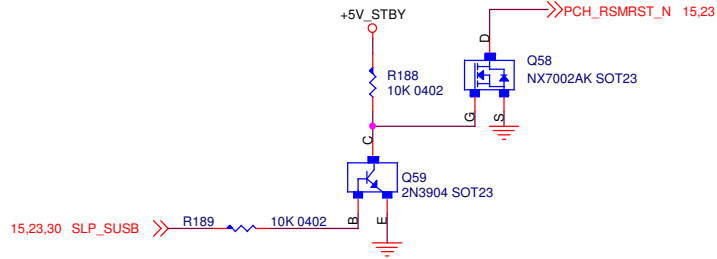 PCH_RSMRST_N 15,23
+5V_STBY
D
Q58
NX7002AK SOT23
R188
10K 0402
G
S
C
Q59
2N3904 SOT23
15,23,30 SLP_SUSB
R189
10K 0402
B
E